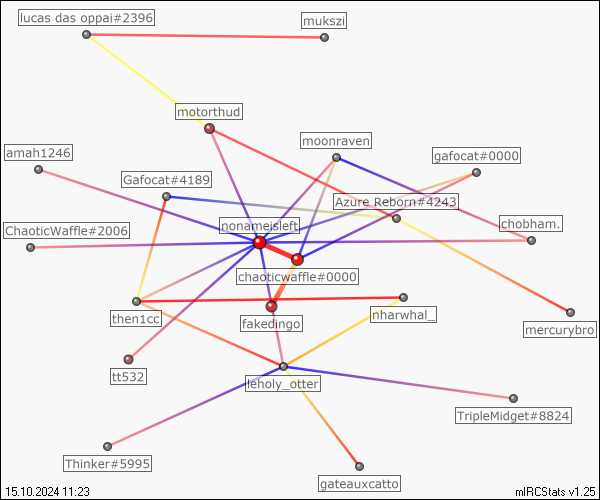 lucas das oppai#2396
mukszi
motorthud
moonraven
amah1246
gafocat#0000
Gafocat#4189
Azure Reborn#4243
nonameisleft
chobham.
ChaoticWaffle#2006
chaoticwaffle#0000
then1cc
fakedingo
nharwhal_
mercurybro
tt532
leholy_otter
TripleMidget#8824
Thinker#5995
gateauxcatto
15.10.2024 11:23
mIRCStats v1.25